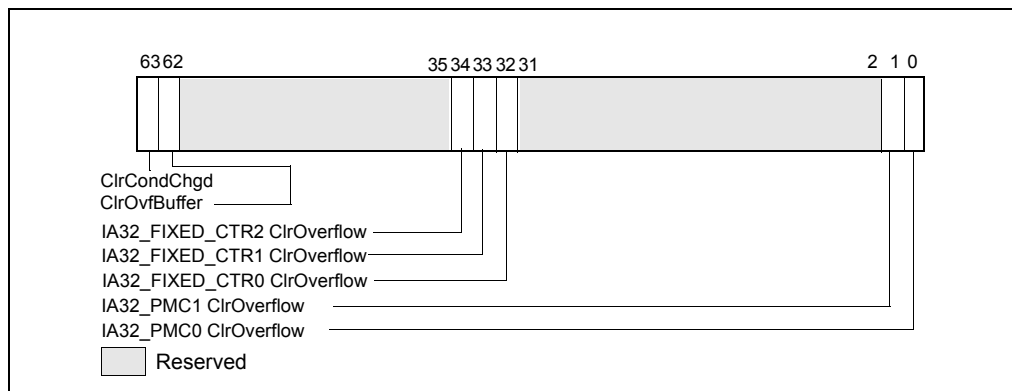 63 62 35 34 33 32 31 2 1 0
ClrCondChgd
ClrOvfBuffer
IA32_FIXED_CTR2 ClrOverflow
IA32_FIXED_CTR1 ClrOverflow
IA32_FIXED_CTR0 ClrOverflow
IA32_PMC1 ClrOverflow
IA32_PMC0 ClrOverflow
Reserved